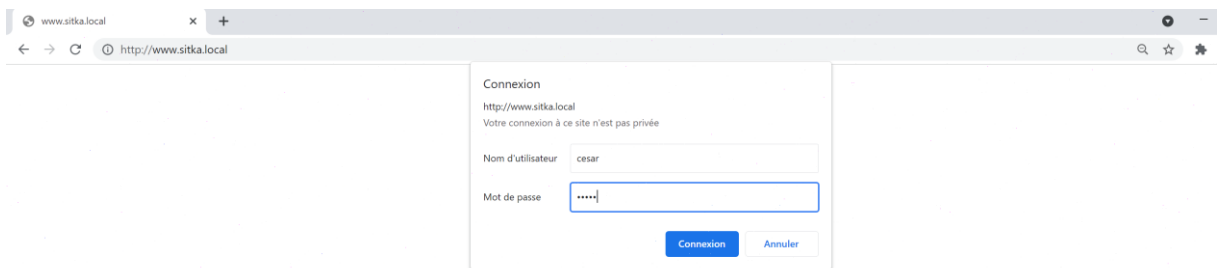 www.sitka.local
http://www.sitka.local
Connexion
http://www.sitka.local
Votre connexion à ce site n'est pas privée
Nom d'utilisateur cesar
Mot de passe •••••
Connexion Annuler